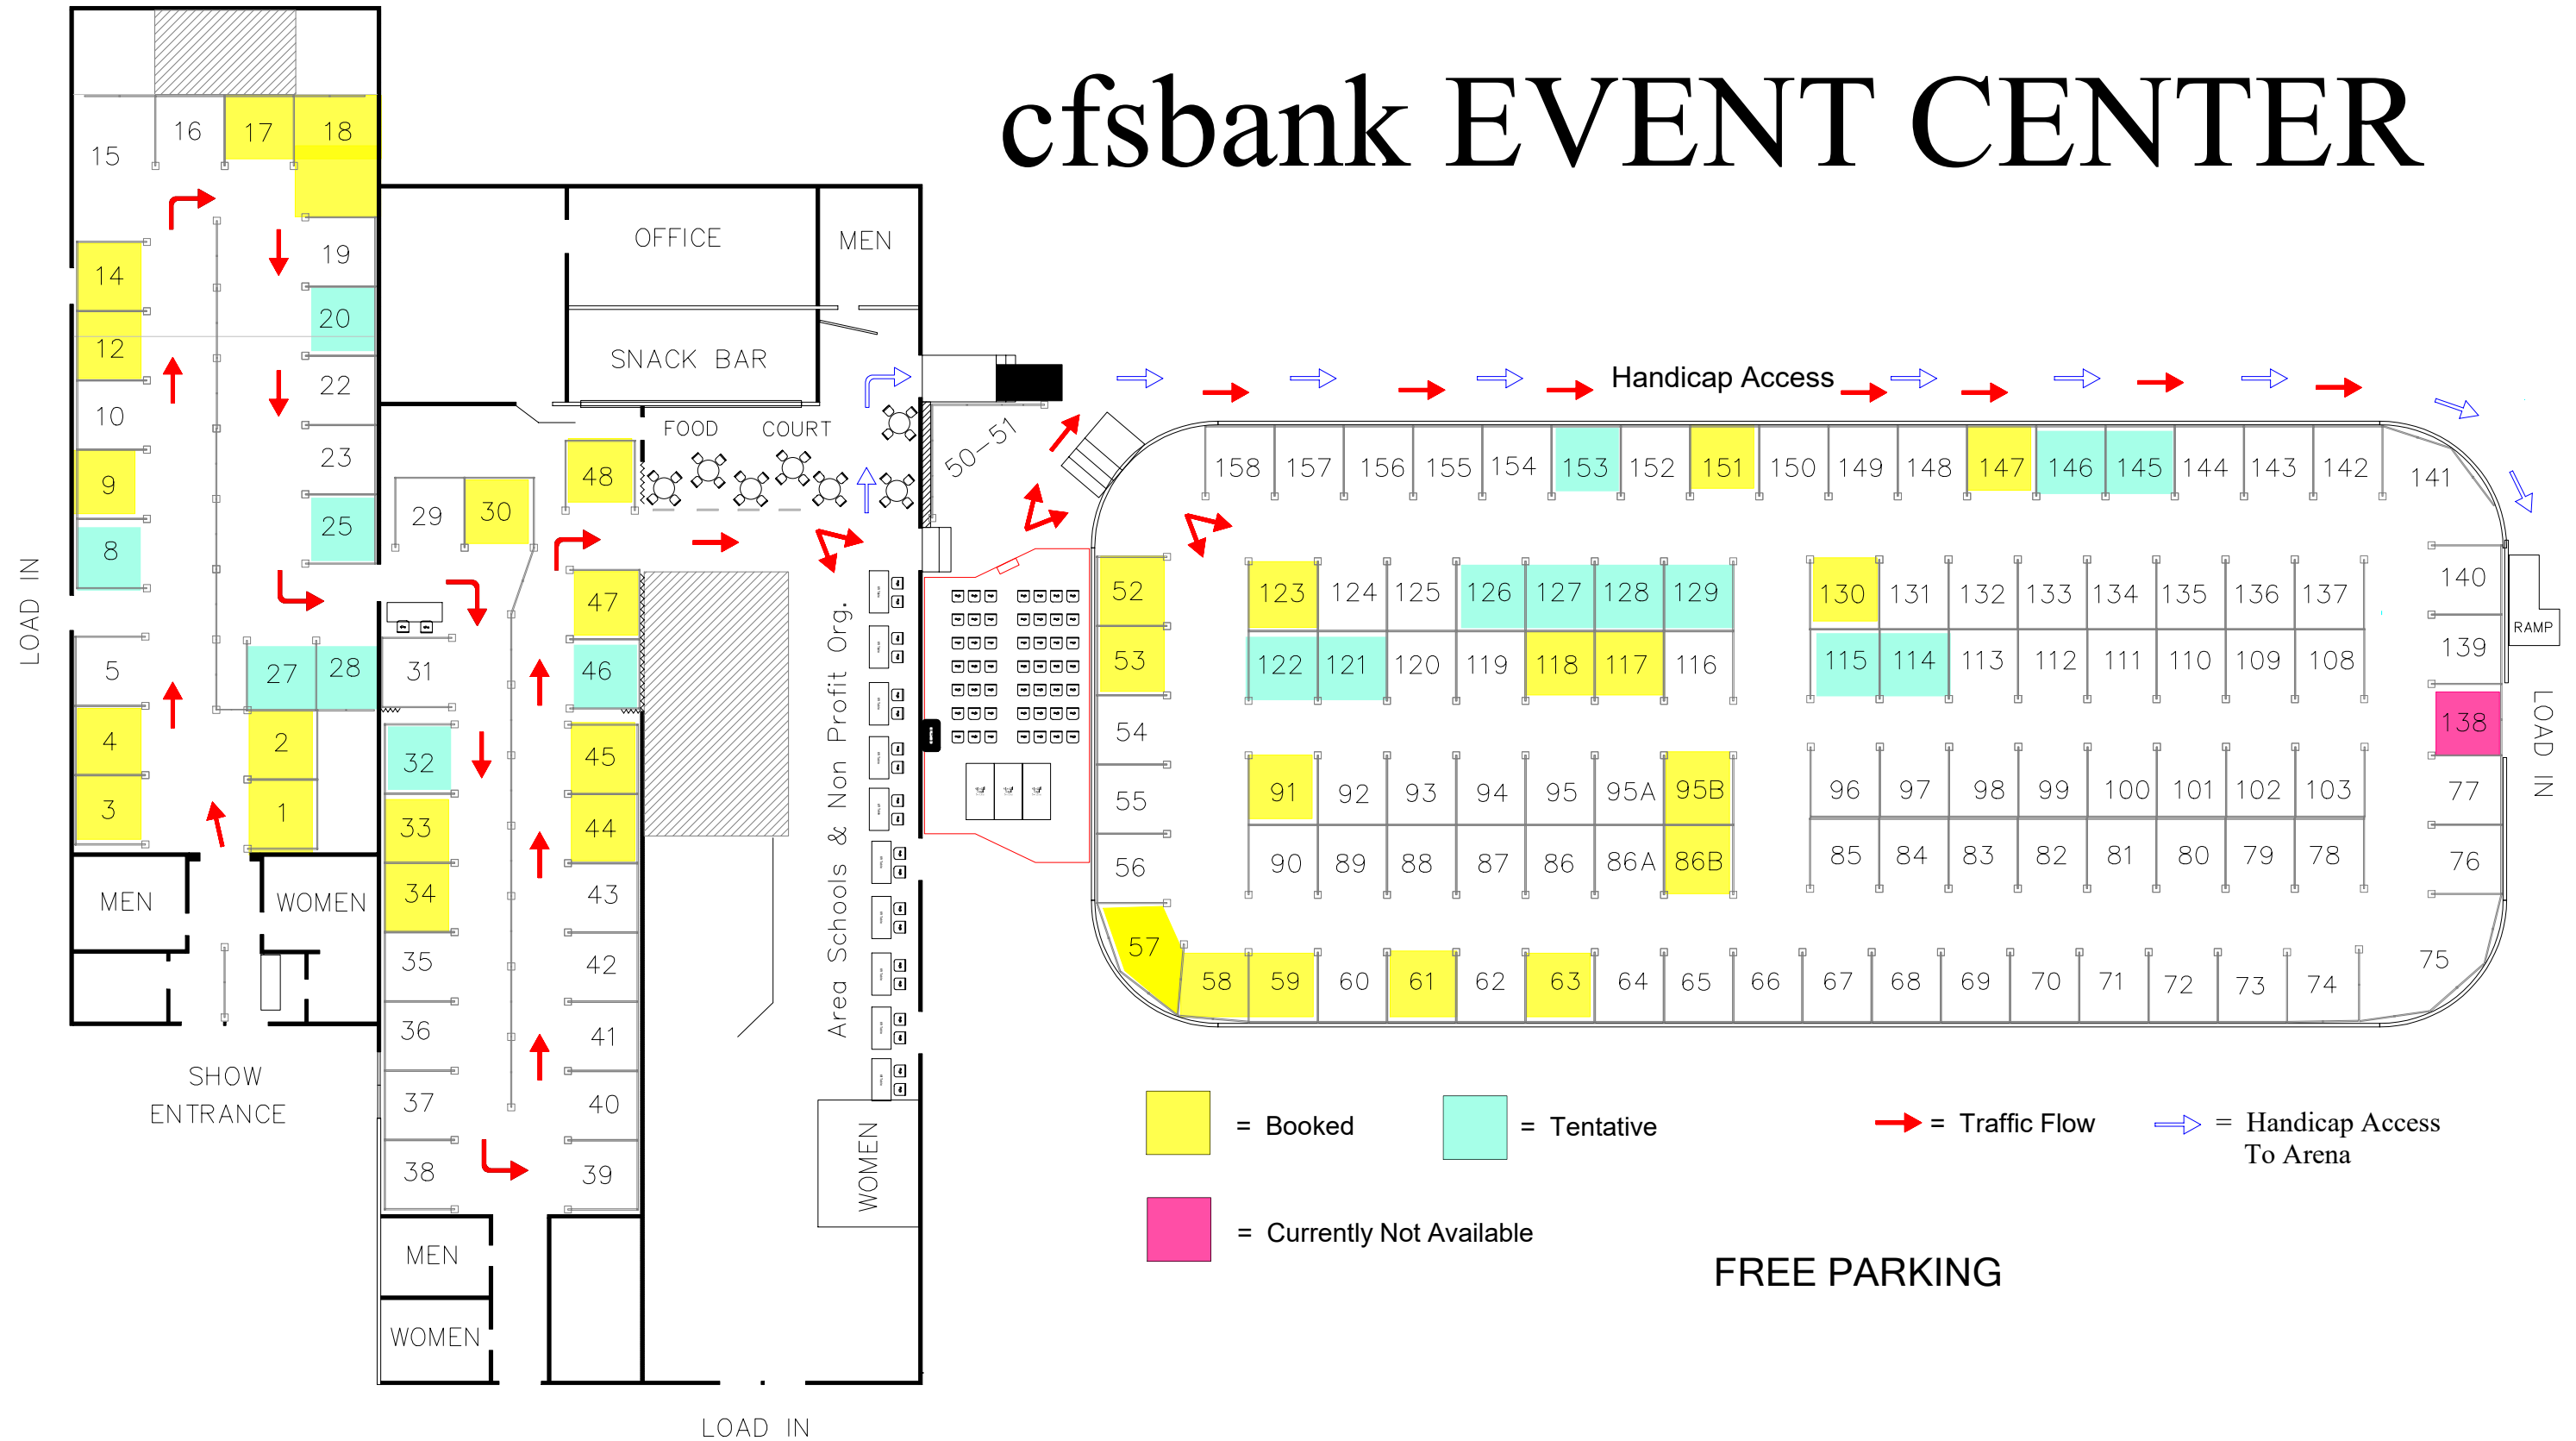 cfsbank EVENT CENTER
15
16
17
18
14
12
10
9
8
5
4
3
19
20
22
23
25
27
28
2
1
LOAD IN
MEN
WOMEN
SHOW
ENTRANCE
OFFICE
MEN
SNACK BAR
FOOD COURT
48
29
30
31
32
33
34
35
36
37
38
47
46
45
44
43
42
41
40
39
MEN
WOMEN
Area Schools & Non Profit Org.
WOMEN
LOAD IN
50-51
Handicap Access
158 157 156 155 154 153 152 151 150 149 148 147 146 145 144 143 142 141
52
53
54
55
56
57
123 124 125 126 127 128 129
122 121 120 119 118 117 116
130 131 132 133 134 135 136 137
115 114 113 112 111 110 109 108
91 92 93 94 95 95A 95B
90 89 88 87 86 86A 86B
96 97 98 99 100 101 102 103
85 84 83 82 81 80 79 78
140
139
138
77
76
75
RAMP
LOAD IN
58 59 60 61 62 63 64 65 66 67 68 69 70 71 72 73 74
= Booked
= Tentative
= Traffic Flow
= Handicap Access
To Arena
= Currently Not Available
FREE PARKING